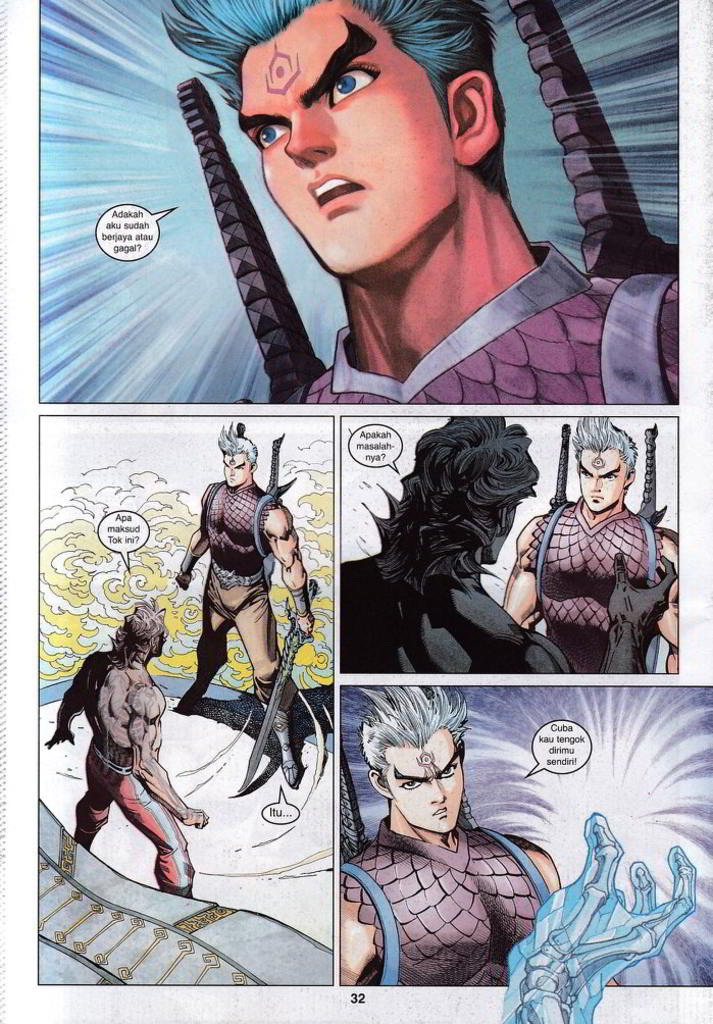 Adakah
aku sudah
berjaya atau
gagal?
Apa
maksud
Tok ini?
Itu...
Apakah
masalah-
nya?
Cuba
kau tengok
dirimu
sendiri!
32